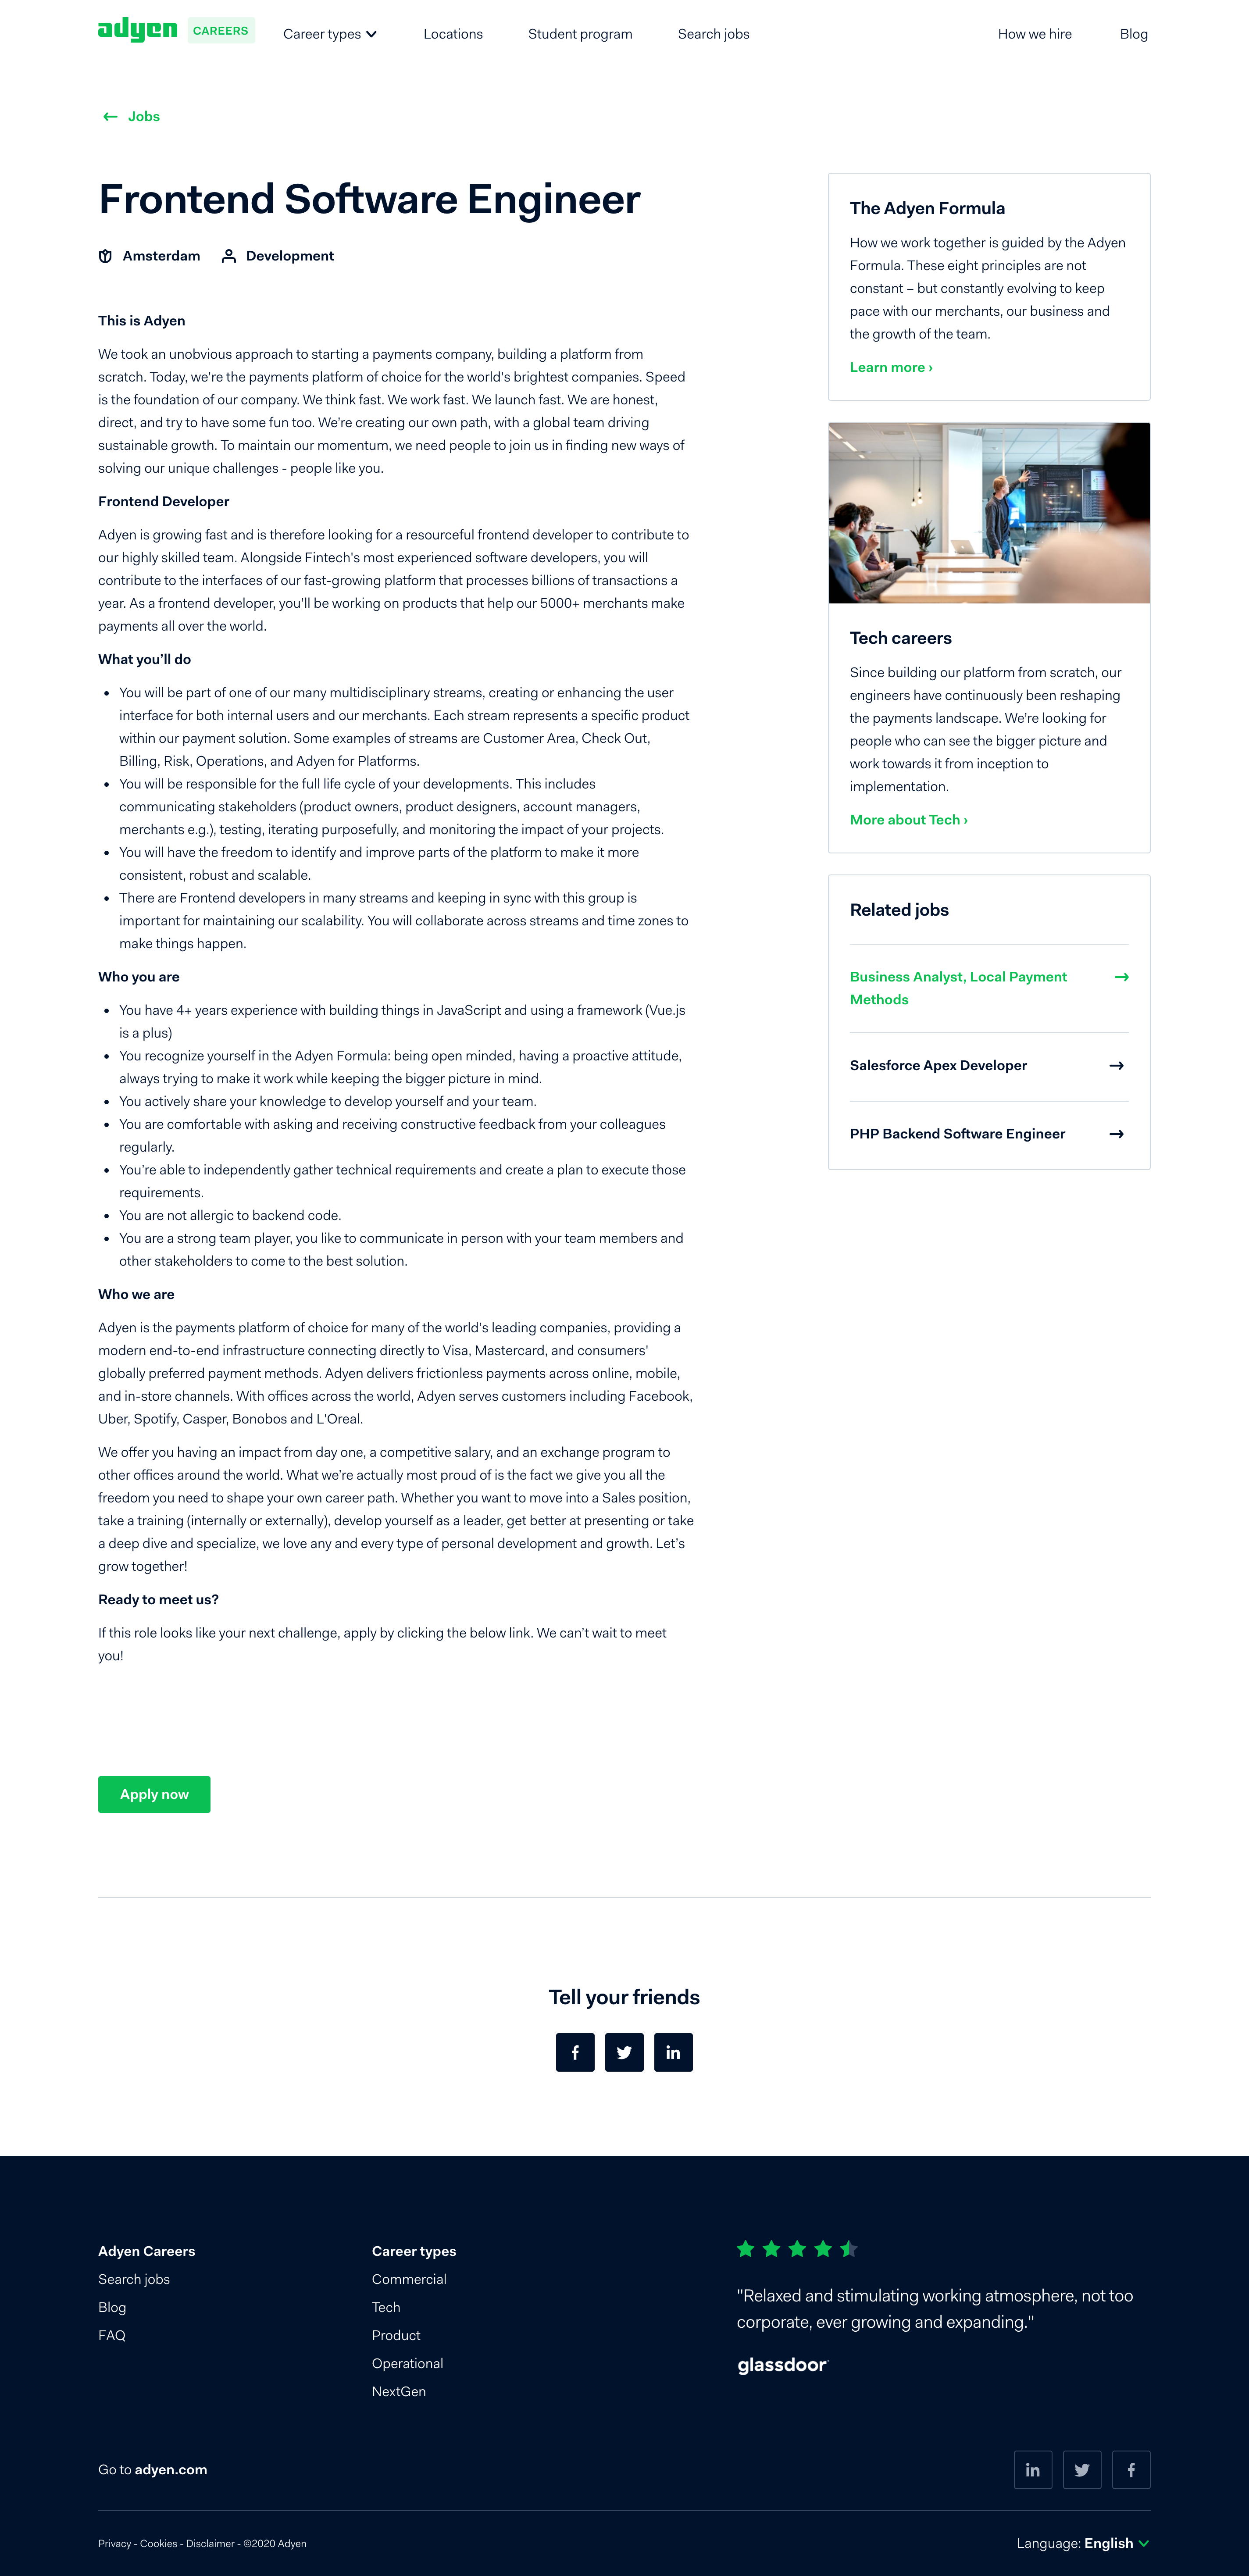 adyen CAREERS Career types Locations Student program Search jobs How we hire Blog
Jobs
Frontend Software Engineer
Amsterdam Development
This is Adyen
We took an unobvious approach to starting a payments company, building a platform from
scratch. Today, we're the payments platform of choice for the world's brightest companies. Speed
is the foundation of our company. We think fast. We work fast. We launch fast. We are honest,
direct, and try to have some fun too. We're creating our own path, with a global team driving
sustainable growth. To maintain our momentum, we need people to join us in finding new ways of
solving our unique challenges - people like you.
Frontend Developer
Adyen is growing fast and is therefore looking for a resourceful frontend developer to contribute to
our highly skilled team. Alongside Fintech's most experienced software developers, you will
contribute to the interfaces of our fast-growing platform that processes billions of transactions a
year. As a frontend developer, you'll be working on products that help our 5000+ merchants make
payments all over the world.
What you'll do
• You will be part of one of our many multidisciplinary streams, creating or enhancing the user
interface for both internal users and our merchants. Each stream represents a specific product
within our payment solution. Some examples of streams are Customer Area, Check Out,
Billing, Risk, Operations, and Adyen for Platforms.
• You will be responsible for the full life cycle of your developments. This includes
communicating stakeholders (product owners, product designers, account managers,
merchants e.g.), testing, iterating purposefully, and monitoring the impact of your projects.
• You will have the freedom to identify and improve parts of the platform to make it more
consistent, robust and scalable.
• There are Frontend developers in many streams and keeping in sync with this group is
important for maintaining our scalability. You will collaborate across streams and time zones to
make things happen.
Who you are
• You have 4+ years experience with building things in JavaScript and using a framework (Vue.js
is a plus)
• You recognize yourself in the Adyen Formula: being open minded, having a proactive attitude,
always trying to make it work while keeping the bigger picture in mind.
• You actively share your knowledge to develop yourself and your team.
• You are comfortable with asking and receiving constructive feedback from your colleagues
regularly.
• You're able to independently gather technical requirements and create a plan to execute those
requirements.
• You are not allergic to backend code.
• You are a strong team player, you like to communicate in person with your team members and
other stakeholders to come to the best solution.
Who we are
Adyen is the payments platform of choice for many of the world's leading companies, providing a
modern end-to-end infrastructure connecting directly to Visa, Mastercard, and consumers'
globally preferred payment methods. Adyen delivers frictionless payments across online, mobile,
and in-store channels. With offices across the world, Adyen serves customers including Facebook,
Uber, Spotify, Casper, Bonobos and L'Oreal.
We offer you having an impact from day one, a competitive salary, and an exchange program to
other offices around the world. What we're actually most proud of is the fact we give you all the
freedom you need to shape your own career path. Whether you want to move into a Sales position,
take a training (internally or externally), develop yourself as a leader, get better at presenting or take
a deep dive and specialize, we love any and every type of personal development and growth. Let's
grow together!
Ready to meet us?
If this role looks like your next challenge, apply by clicking the below link. We can't wait to meet
you!
Apply now
The Adyen Formula
How we work together is guided by the Adyen
Formula. These eight principles are not
constant – but constantly evolving to keep
pace with our merchants, our business and
the growth of the team.
Learn more ›
Tech careers
Since building our platform from scratch, our
engineers have continuously been reshaping
the payments landscape. We're looking for
people who can see the bigger picture and
work towards it from inception to
implementation.
More about Tech ›
Related jobs
Business Analyst, Local Payment
Methods
Salesforce Apex Developer
PHP Backend Software Engineer
Tell your friends
Adyen Careers
Search jobs
Blog
FAQ
Career types
Commercial
Tech
Product
Operational
NextGen
"Relaxed and stimulating working atmosphere, not too
corporate, ever growing and expanding."
glassdoor
Go to adyen.com
Privacy - Cookies - Disclaimer - ©2020 Adyen
Language: English